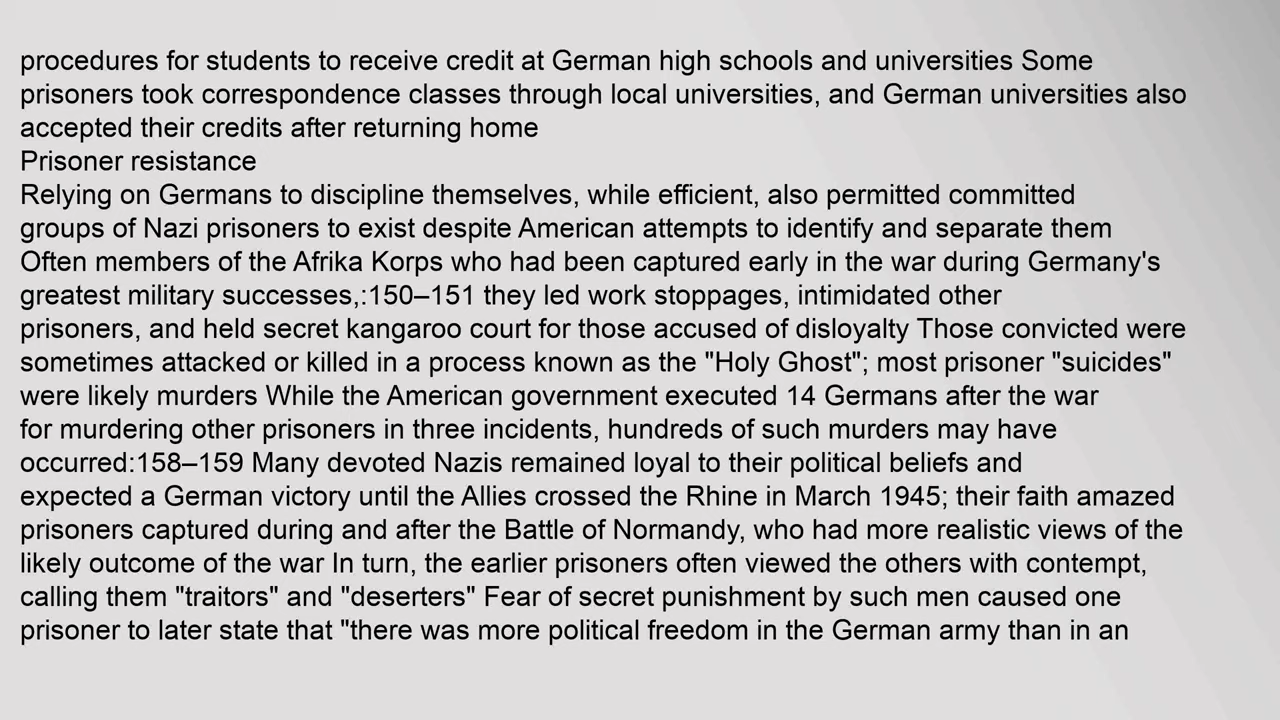 procedures for students to receive credit at German high schools and universities Some
prisoners took correspondence classes through local universities, and German universities also
accepted their credits after returning home
Prisoner resistance
Relying on Germans to discipline themselves, while efficient, also permitted committed
groups of Nazi prisoners to exist despite American attempts to identify and separate them
Often members of the Afrika Korps who had been captured early in the war during Germany's
greatest military successes,:150–151 they led work stoppages, intimidated other
prisoners, and held secret kangaroo court for those accused of disloyalty Those convicted were
sometimes attacked or killed in a process known as the "Holy Ghost"; most prisoner "suicides"
were likely murders While the American government executed 14 Germans after the war
for murdering other prisoners in three incidents, hundreds of such murders may have
occurred:158–159 Many devoted Nazis remained loyal to their political beliefs and
expected a German victory until the Allies crossed the Rhine in March 1945; their faith amazed
prisoners captured during and after the Battle of Normandy, who had more realistic views of the
likely outcome of the war In turn, the earlier prisoners often viewed the others with contempt,
calling them "traitors" and "deserters" Fear of secret punishment by such men caused one
prisoner to later state that "there was more political freedom in the German army than in an